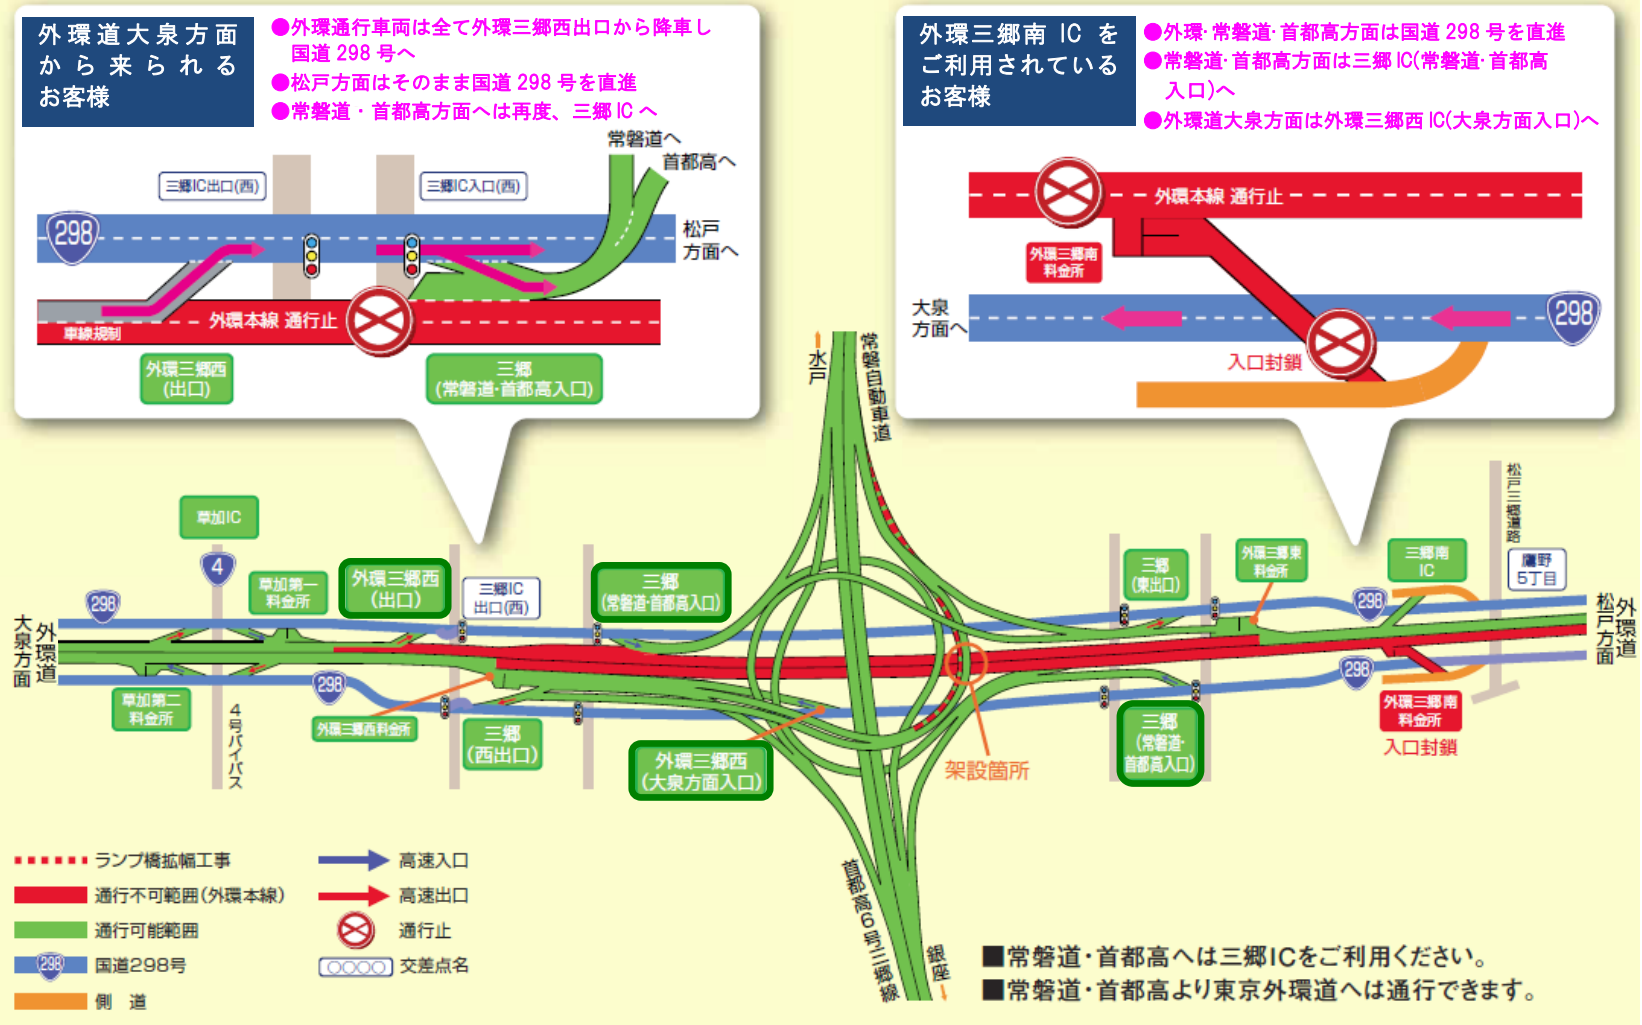 外環道大泉方面
から来られる
お客様
●外環通行車両は全て外環三郷西出口から降車し
国道298号へ
●松戸方面はそのまま国道298号を直進
●常磐道・首都高方面へは再度、三郷ICへ
常磐道へ
首都高へ
三郷IC出口(西)
三郷IC入口(西)
298
松戸
方面へ
外環本線 通行止
車線規制
外環三郷西
(出口)
三郷
(常磐道･首都高入口)
外環三郷南ICを
ご利用されている
お客様
●外環･常磐道･首都高方面は国道298号を直進
●常磐道･首都高方面は三郷IC(常磐道･首都高
入口)へ
●外環道大泉方面は外環三郷西IC(大泉方面入口)へ
外環本線 通行止
外環三郷南
料金所
大泉
方面へ
298
入口封鎖
水戸
常磐自動車道
松戸三郷道路
草加IC
4
298
草加第一
料金所
外環三郷西
(出口)
三郷IC
出口(西)
三郷
(常磐道･首都高入口)
三郷
(東出口)
外環三郷東
料金所
三郷南
IC
鷹野
5丁目
298
大泉方面
外環道
松戸方面
外環道
298
298
草加第二
料金所
4号バイパス
外環三郷西料金所
三郷
(西出口)
外環三郷西
(大泉方面入口)
架設箇所
三郷
(常磐道･
首都高入口)
外環三郷南
料金所
入口封鎖
首都高6号三郷線
銀座
ランプ橋拡幅工事
通行不可範囲(外環本線)
通行可能範囲
298
国道298号
側 道
高速入口
高速出口
通行止
○○○○
交差点名
■常磐道･首都高へは三郷ICをご利用ください。
■常磐道･首都高より東京外環道へは通行できます。